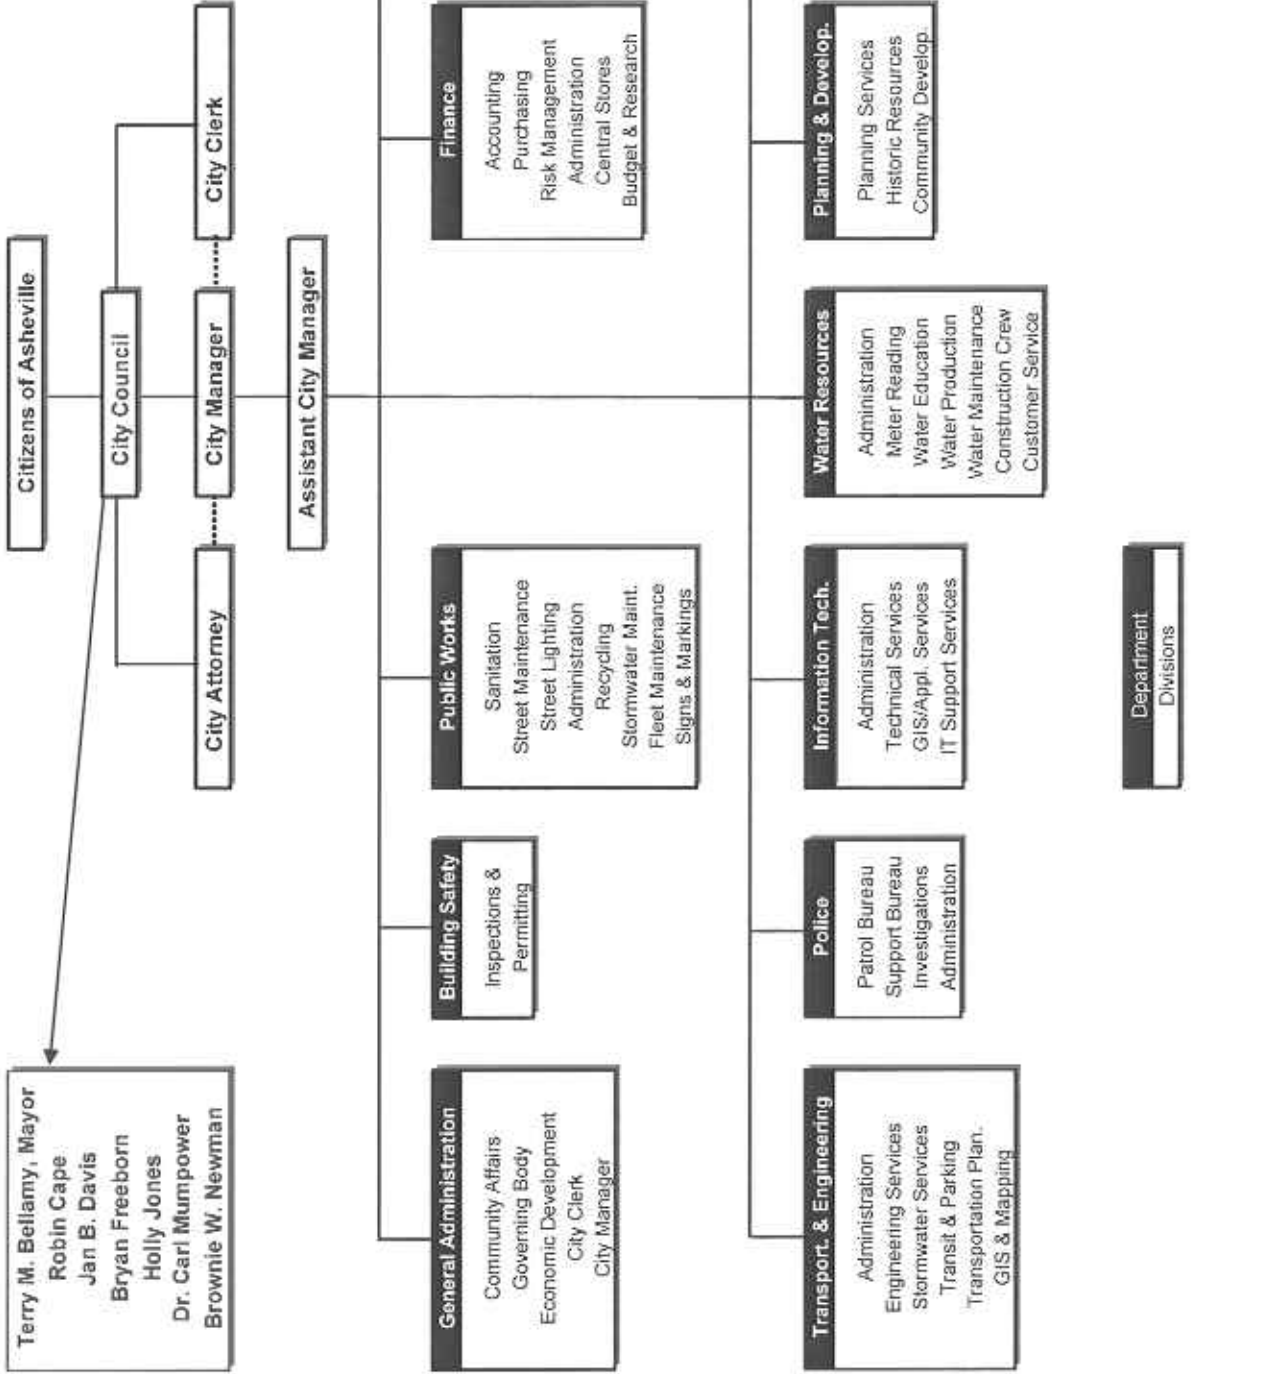 Citizens of Asheville
Terry M. Bellamy, Mayor
Robin Cape
Jan B. Davis
Bryan Freeborn
Holly Jones
Dr. Carl Mumpower
Brownie W. Newman
City Council
City Attorney
City Manager
City Clerk
Assistant City Manager
General Administration
Community Affairs
Governing Body
Economic Development
City Clerk
City Manager
Building Safety
Inspections &
Permitting
Public Works
Sanitation
Street Maintenance
Street Lighting
Administration
Recycling
Stormwater Maint.
Fleet Maintenance
Signs & Markings
Finance
Accounting
Purchasing
Risk Management
Administration
Central Stores
Budget & Research
Transport. & Engineering
Administration
Engineering Services
Stormwater Services
Transit & Parking
Transportation Plan.
GIS & Mapping
Police
Patrol Bureau
Support Bureau
Investigations
Administration
Information Tech.
Administration
Technical Services
GIS/Appl. Services
IT Support Services
Water Resources
Administration
Meter Reading
Water Education
Water Production
Water Maintenance
Construction Crew
Customer Service
Planning & Develop.
Planning Services
Historic Resources
Community Develop.
Department
Divisions